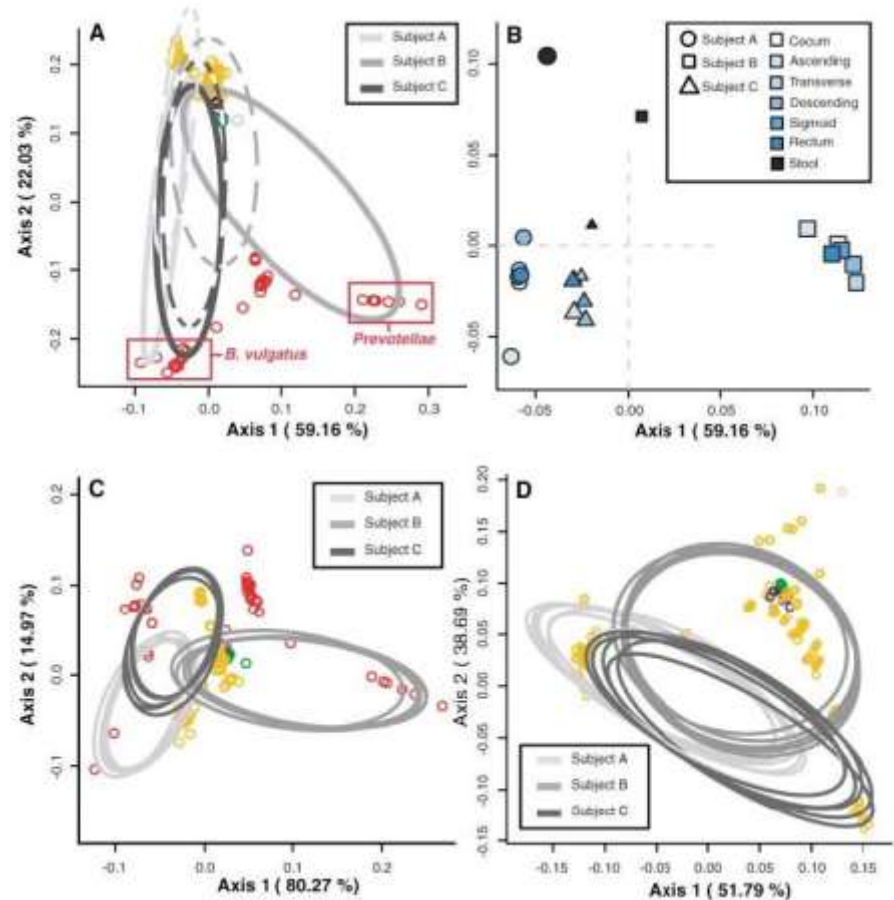 A
Subject A
Subject B
Subject C
0.2
0.1
0.0
-0.1
-0.2
Axis 2 ( 22.03 %)
B. vulgatus
Prevotellae
-0.1
0.0
0.1
0.2
0.3
Axis 1 ( 59.16 %)
B
Subject A
Subject B
Subject C
Cecum
Ascending
Transverse
Descending
Sigmoid
Rectum
Stool
0.10
0.05
0.00
-0.05
-0.05
0.00
0.10
Axis 1 ( 59.16 %)
C
Subject A
Subject B
Subject C
0.2
0.1
0.0
-0.1
Axis 2 ( 14.97 %)
-0.1
0.0
0.1
0.2
Axis 1 ( 80.27 %)
D
0.20
0.15
0.10
0.05
0.00
-0.05
-0.10
-0.15
Axis 2 ( 38.69 %)
Subject A
Subject B
Subject C
-0.15
-0.10
-0.05
0.00
0.05
0.10
0.15
Axis 1 ( 51.79 %)